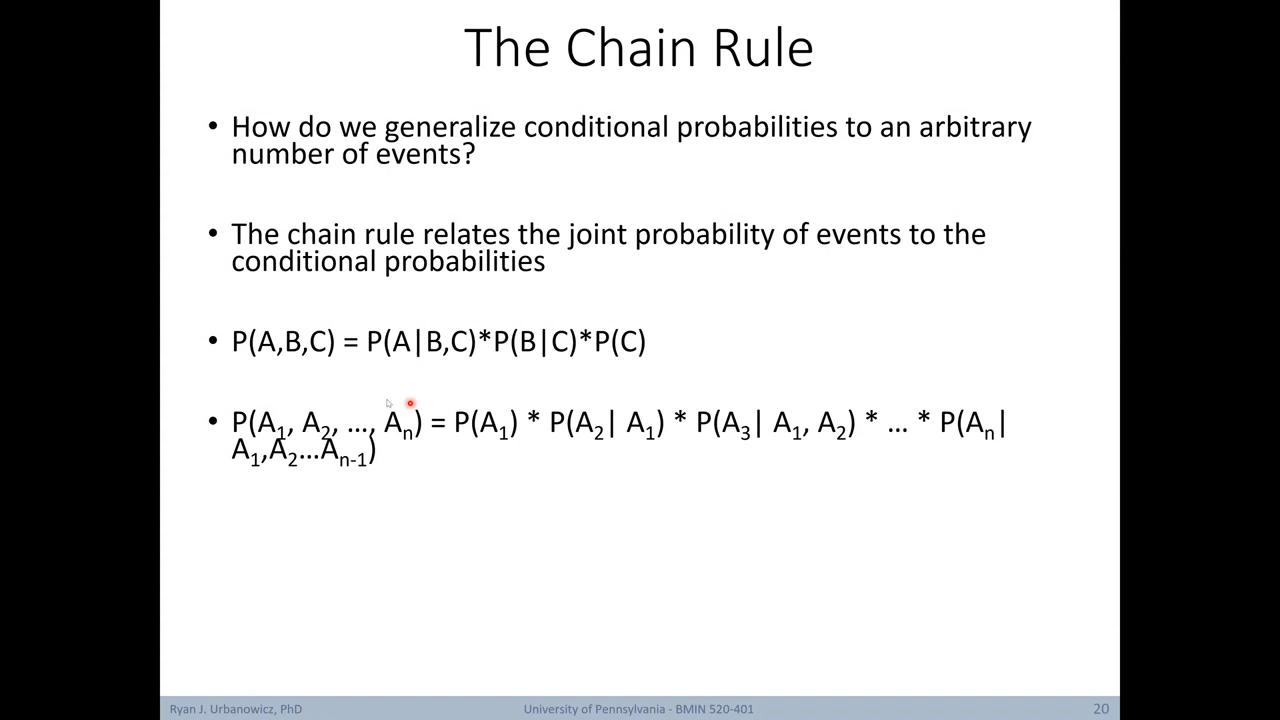 The Chain Rule
• How do we generalize conditional probabilities to an arbitrary
number of events?
• The chain rule relates the joint probability of events to the
conditional probabilities
• P(A,B,C) = P(A|B,C)*P(B|C)*P(C)
• P(A₁, A₂, …, Aₙ) = P(A₁) * P(A₂| A₁) * P(A₃| A₁, A₂) * … * P(Aₙ|
A₁,A₂…Aₙ₋₁)
Ryan J. Urbanowicz, PhD
University of Pennsylvania - BMIN 520-401
20